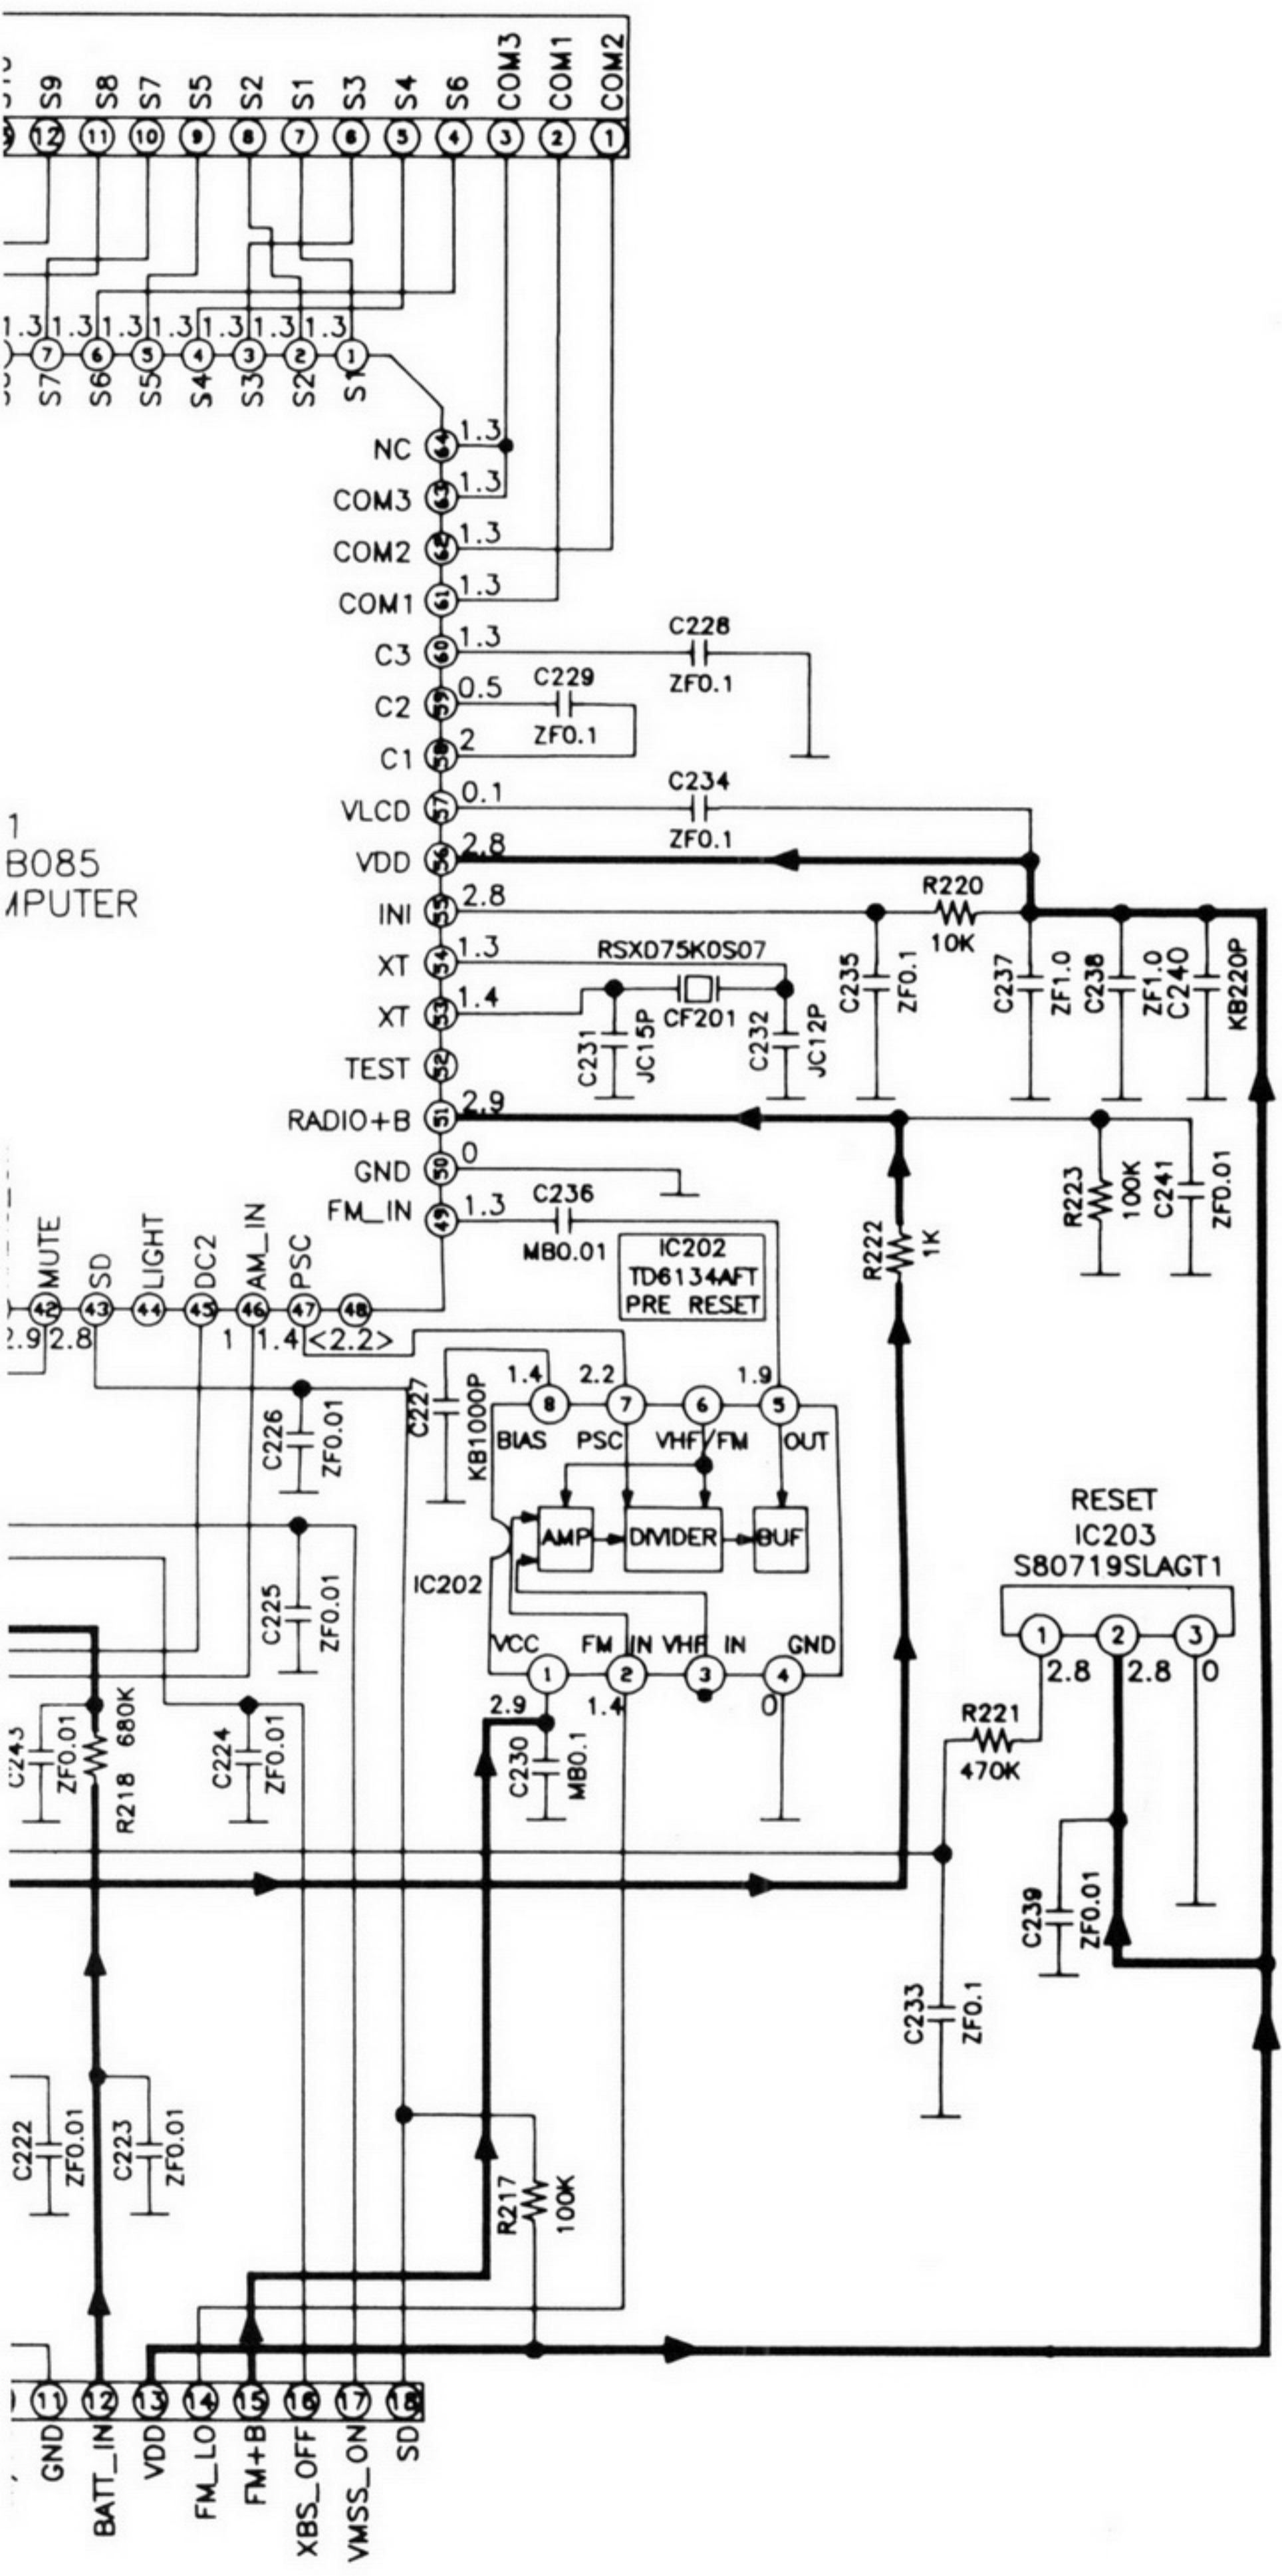 S9 S8 S7 S5 S2 S1 S3 S4 S6 COM3 COM1 COM2
12 11 10 9 8 7 6 5 4 3 2 1
1.3 1.3 1.3 1.3 1.3 1.3 1.3
7 6 5 4 3 2 1
S7 S6 S5 S4 S3 S2 S1
NC 64 1.3
COM3 63 1.3
COM2 62 1.3
COM1 61 1.3
C3 60 1.3
C228
ZF0.1
C2 59 0.5
C229
ZF0.1
C1 58 2
VLCD 57 0.1
C234
ZF0.1
1
B085
MPUTER
VDD 56 2.8
INI 55 2.8
R220
10K
XT 54 1.3
RSXD75K0S07
XT 53 1.4
CF201
C231 JC15P
C232 JC12P
C235 ZF0.1
C237 ZF1.0
C238 ZF1.0
C240 KB220P
TEST 52
RADIO+B 51 2.9
GND 50 0
FM_IN 49 1.3
C236
MB0.01
R222 1K
R223 100K
C241 ZF0.01
IC202
TD6134AFT
PRE RESET
MUTE SD LIGHT DC2 AM_IN PSC
42 43 44 45 46 47 48
2.9 2.8 1 1.4 <2.2>
C227 KB1000P
1.4 2.2 1.9
8 7 6 5
BIAS PSC VHF/FM OUT
C226 ZF0.01
AMP DIVIDER BUF
IC202
C225 ZF0.01
VCC FM IN VHF IN GND
1 2 3 4
2.9 1.4 0
RESET
IC203
S80719SLAGT1
1 2 3
2.8 2.8 0
R221
470K
C243 ZF0.01
R218 680K
C224 ZF0.01
C230 MB0.1
C239 ZF0.01
C233 ZF0.1
C222 ZF0.01
C223 ZF0.01
R217 100K
11 12 13 14 15 16 17 18
GND BATT_IN VDD FM_LO FM+B XBS_OFF VMSS_ON SD